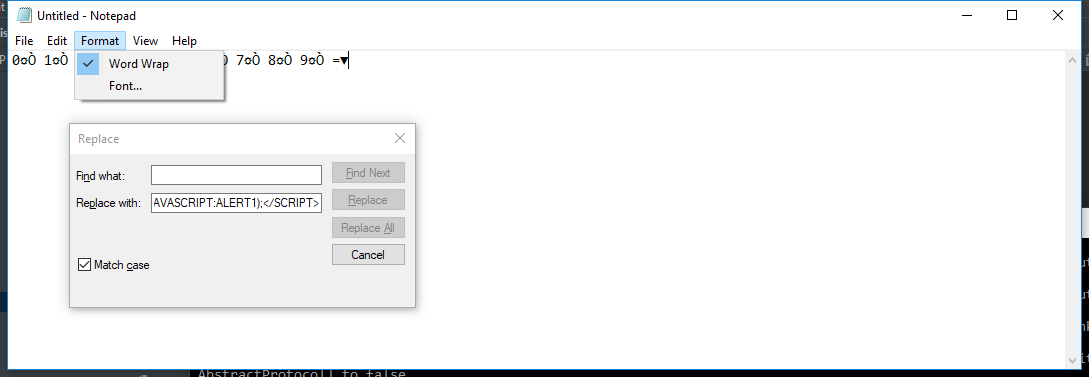 Untitled - Notepad
File Edit Format View Help
0¤Ò 1¤Ò 7¤Ò 8¤Ò 9¤Ò =▼
Word Wrap
Font...
Replace
Find what:
Find Next
Replace with:
AVASCRIPT:ALERT1);</SCRIPT>
Replace
Replace All
Match case
Cancel
AbstractProtocol] to false